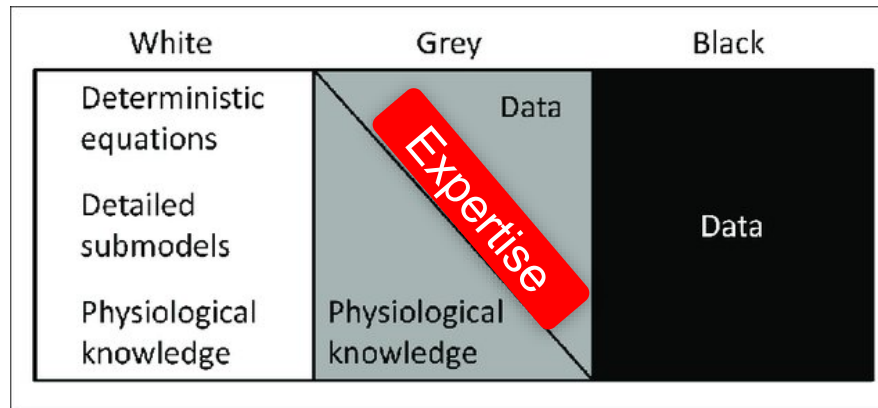 White
Grey
Black
Deterministic
equations
Detailed
submodels
Physiological
knowledge
Data
Expertise
Physiological
knowledge
Data